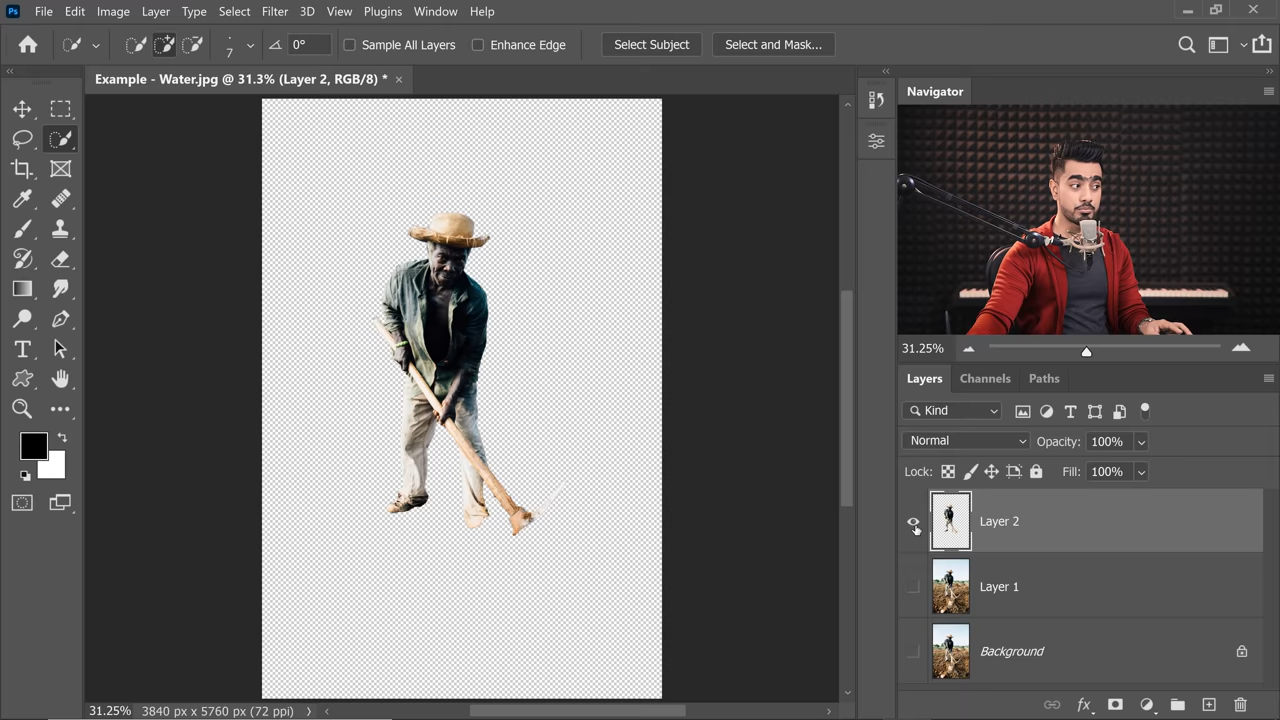 Ps File Edit Image Layer Type Select Filter 3D View Plugins Window Help
7 0° Sample All Layers Enhance Edge Select Subject Select and Mask...
Example - Water.jpg @ 31.3% (Layer 2, RGB/8) *
Navigator
31.25%
Layers Channels Paths
Kind
Normal Opacity: 100%
Lock: Fill: 100%
Layer 2
Layer 1
Background
31.25% 3840 px x 5760 px (72 ppi)
fx